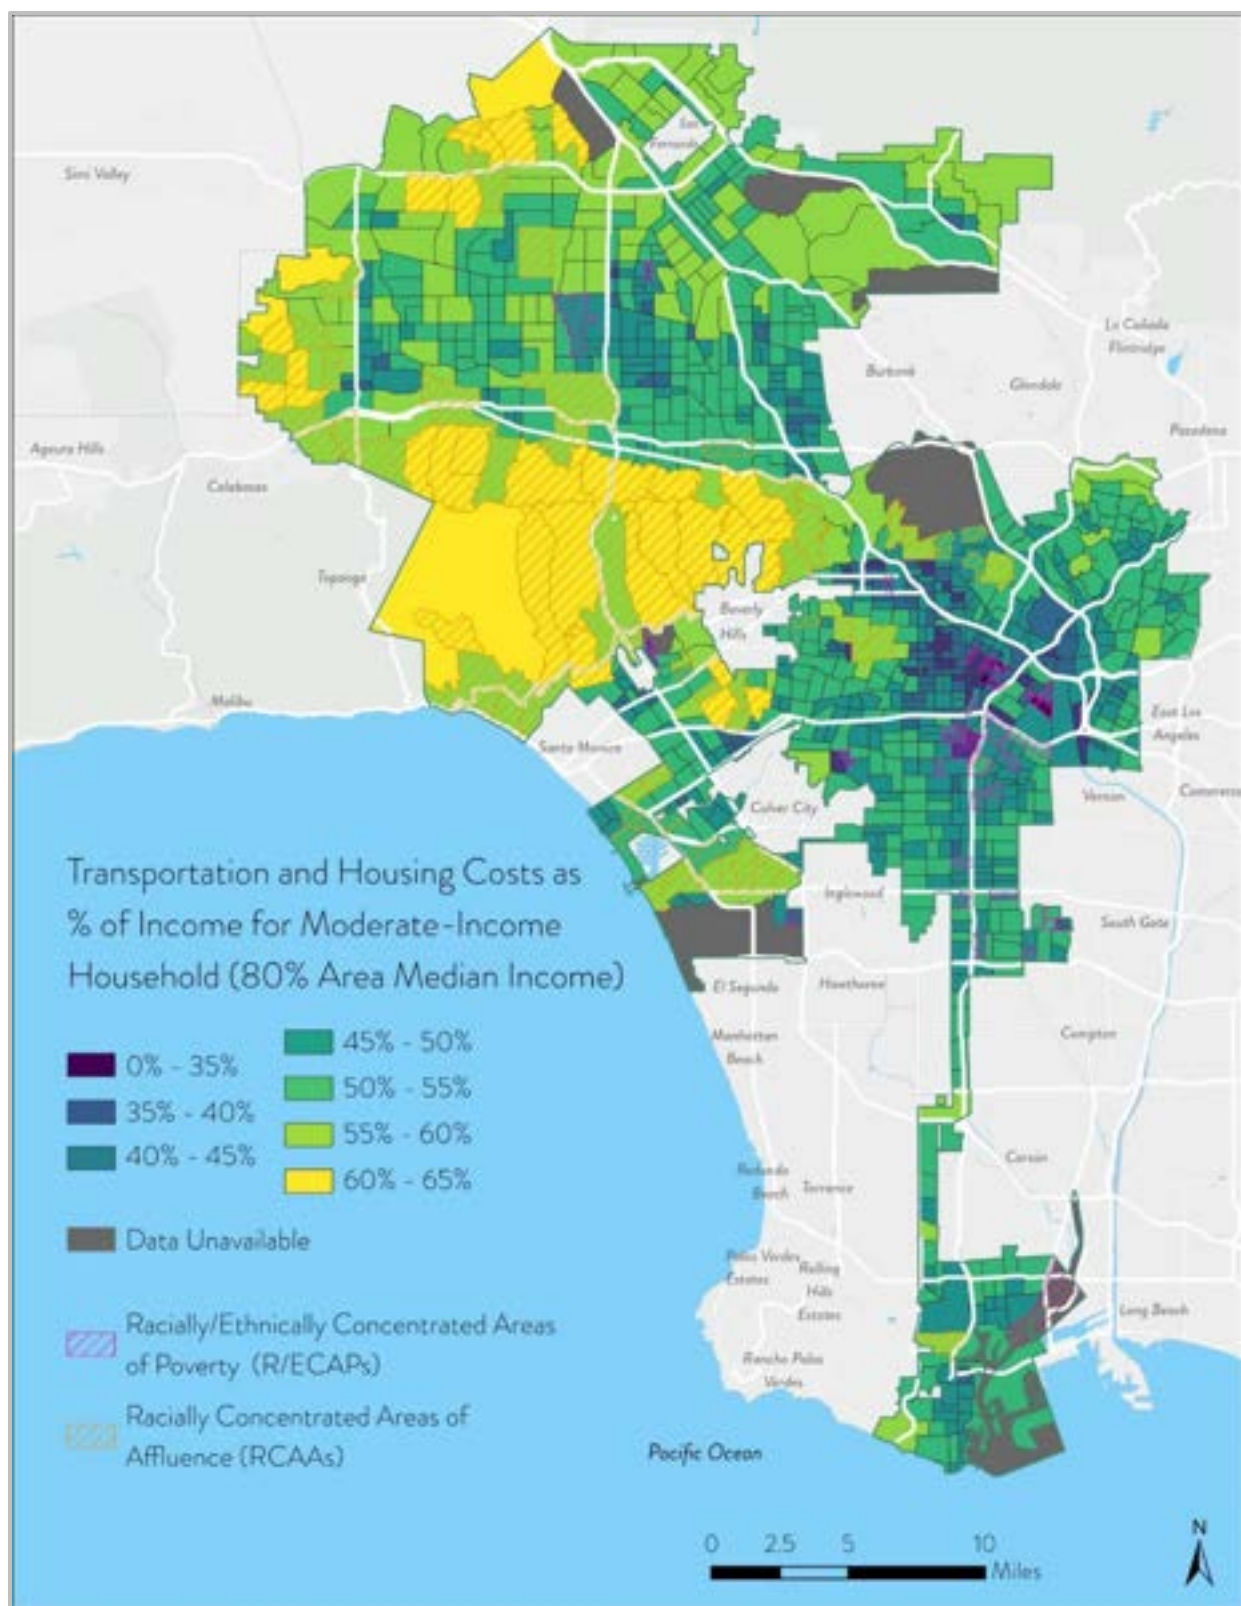 San
Fernando
Simi Valley
La Cañada
Flintridge
Burbank
Glendale
Pasadena
Agoura Hills
Calabasas
Topanga
Beverly
Hills
Malibu
East Los
Angeles
Santa Monica
Vernon
Commerce
Culver City
Transportation and Housing Costs as
% of Income for Moderate-Income
Household (80% Area Median Income)
Inglewood
South Gate
El Segundo
Hawthorne
Manhattan
Beach
Compton
0% - 35%
35% - 40%
40% - 45%
45% - 50%
50% - 55%
55% - 60%
60% - 65%
Data Unavailable
Redondo
Beach
Torrance
Carson
Palos Verdes
Estates
Rolling
Hills
Estates
Long Beach
Rancho Palos
Verdes
Racially/Ethnically Concentrated Areas
of Poverty (R/ECAPs)
Racially Concentrated Areas of
Affluence (RCAAs)
Pacific Ocean
0 2.5 5 10
Miles
N